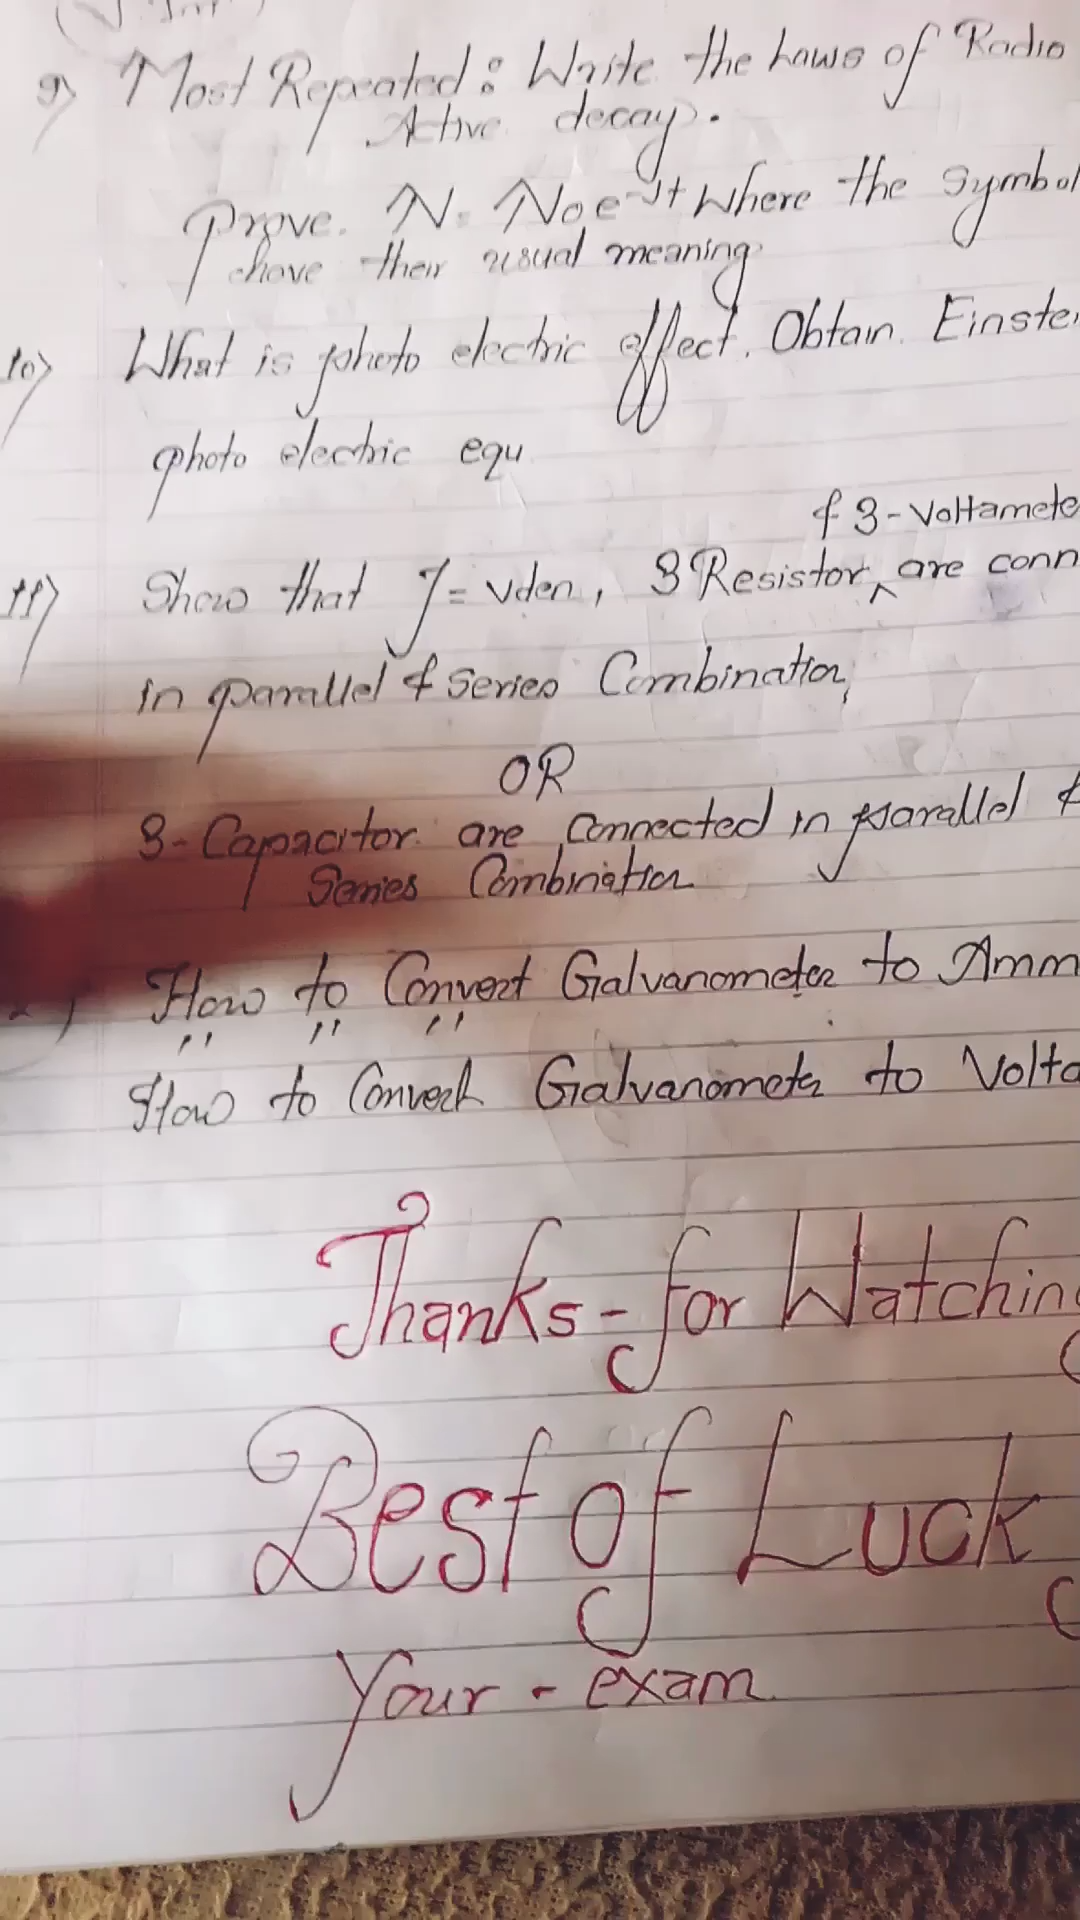 9) Most Repeated: Write the Laws of Radio
Active decay.
Prove. N = Noe-λt Where the Symbol
have their usual meaning
10) What is photo electric effect. Obtain. Einstei
photo electric equ
& 3-Voltamete
11) Show that J = vden, 3 Resistor ^ are conn
in parallel & Series Combination,
OR
3-Capacitor are Connected in parallel &
Series Combination
How to Convert Galvanometer to Amm
" " "
How to Convert Galvanometer to Volta
Thanks-for Watching
Best of Luck
Your - exam